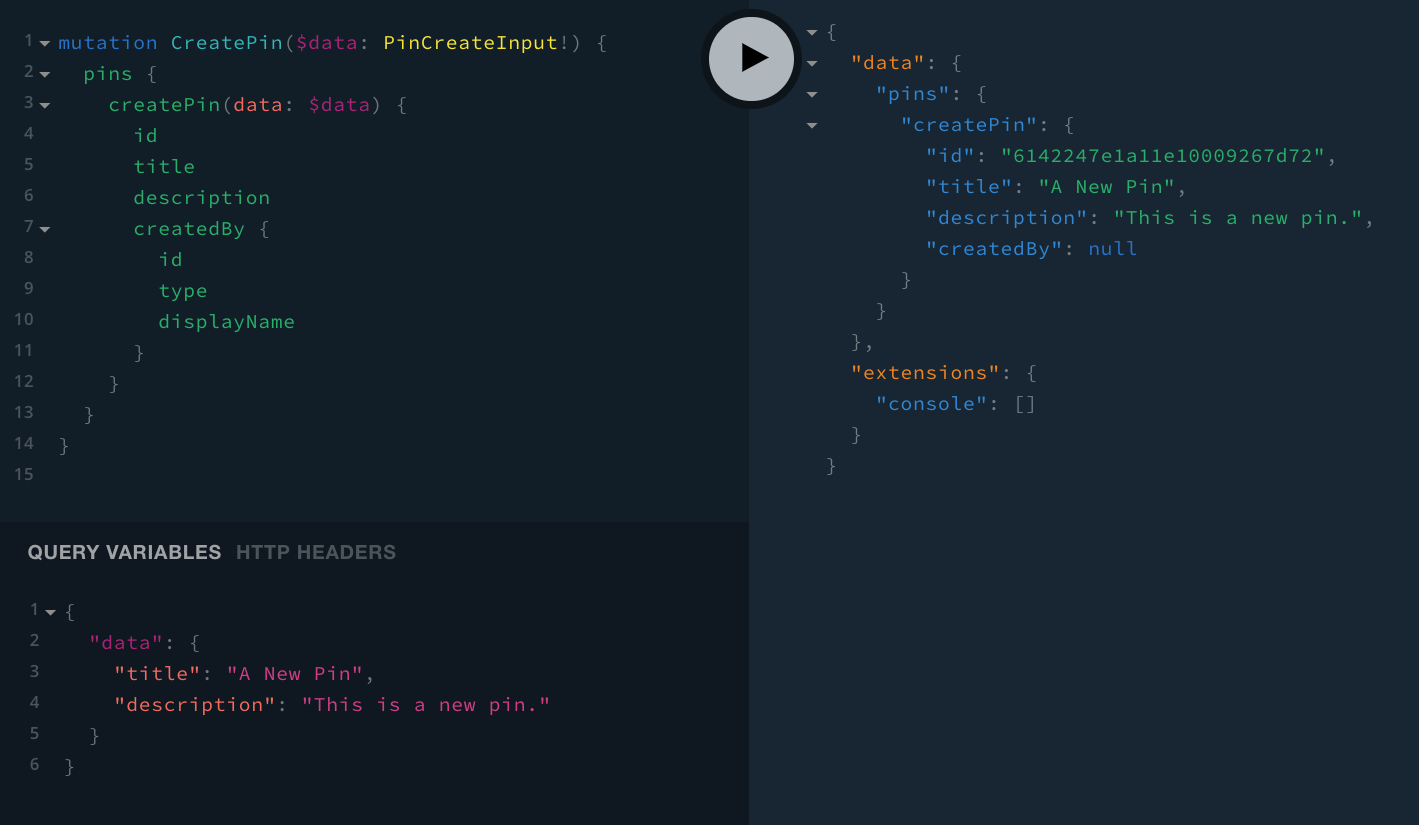 1 mutation CreatePin($data: PinCreateInput!) {
2   pins {
3     createPin(data: $data) {
4       id
5       title
6       description
7       createdBy {
8         id
9         type
10         displayName
11       }
12     }
13   }
14 }
15
QUERY VARIABLES HTTP HEADERS
1 {
2   "data": {
3     "title": "A New Pin",
4     "description": "This is a new pin."
5   }
6 }
{
  "data": {
    "pins": {
      "createPin": {
        "id": "6142247e1a11e10009267d72",
        "title": "A New Pin",
        "description": "This is a new pin.",
        "createdBy": null
      }
    }
  },
  "extensions": {
    "console": []
  }
}